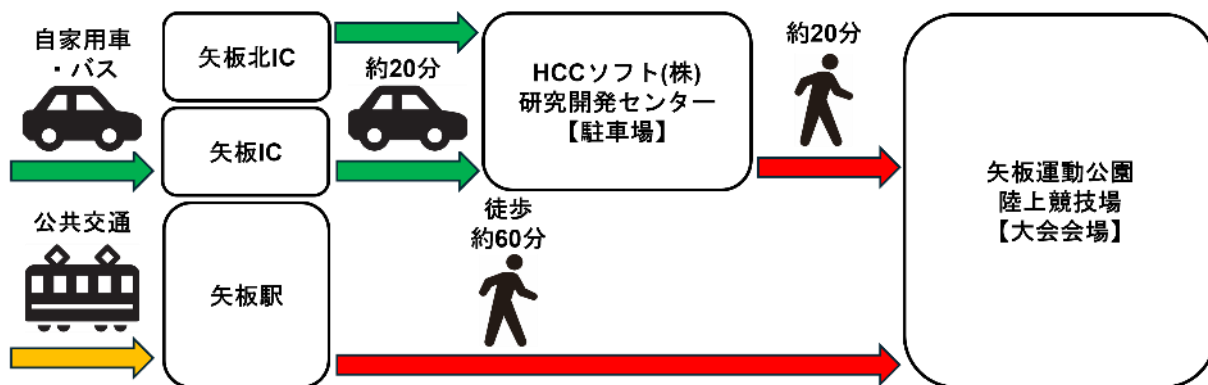 自家用車
・バス
矢板北IC
矢板IC
約20分
HCCソフト(株)
研究開発センター
【駐車場】
約20分
矢板運動公園
陸上競技場
【大会会場】
公共交通
矢板駅
徒歩
約60分